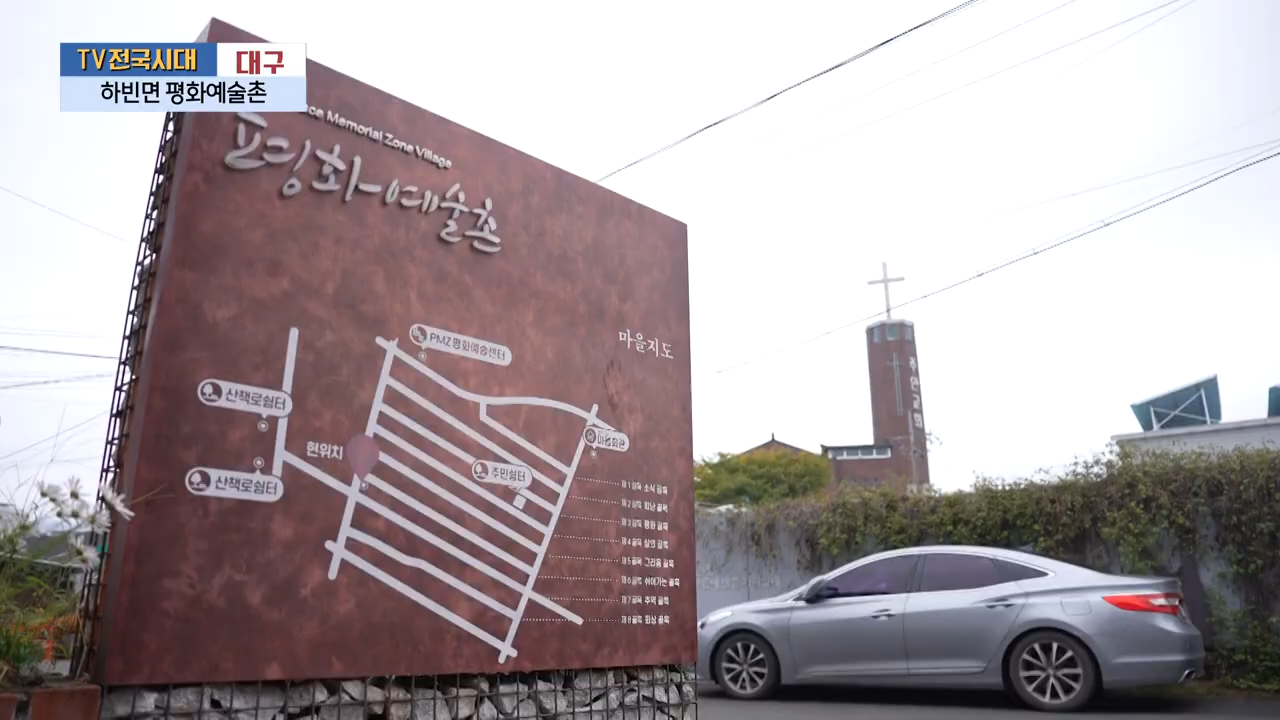 TV전국시대 대구
하빈면 평화예술촌
Memorial Zone Village
평화예술촌
마을지도
PMZ평화예술센터
산책로쉼터
현위치
주민쉼터
산책로쉼터
제1골목 소식 골목
제2골목 피난 골목
제3골목 평화 골목
제4골목 삶의 골목
제5골목 그리움 골목
제6골목 쉬어가는 골목
제7골목 추억 골목
제8골목 회상 골목